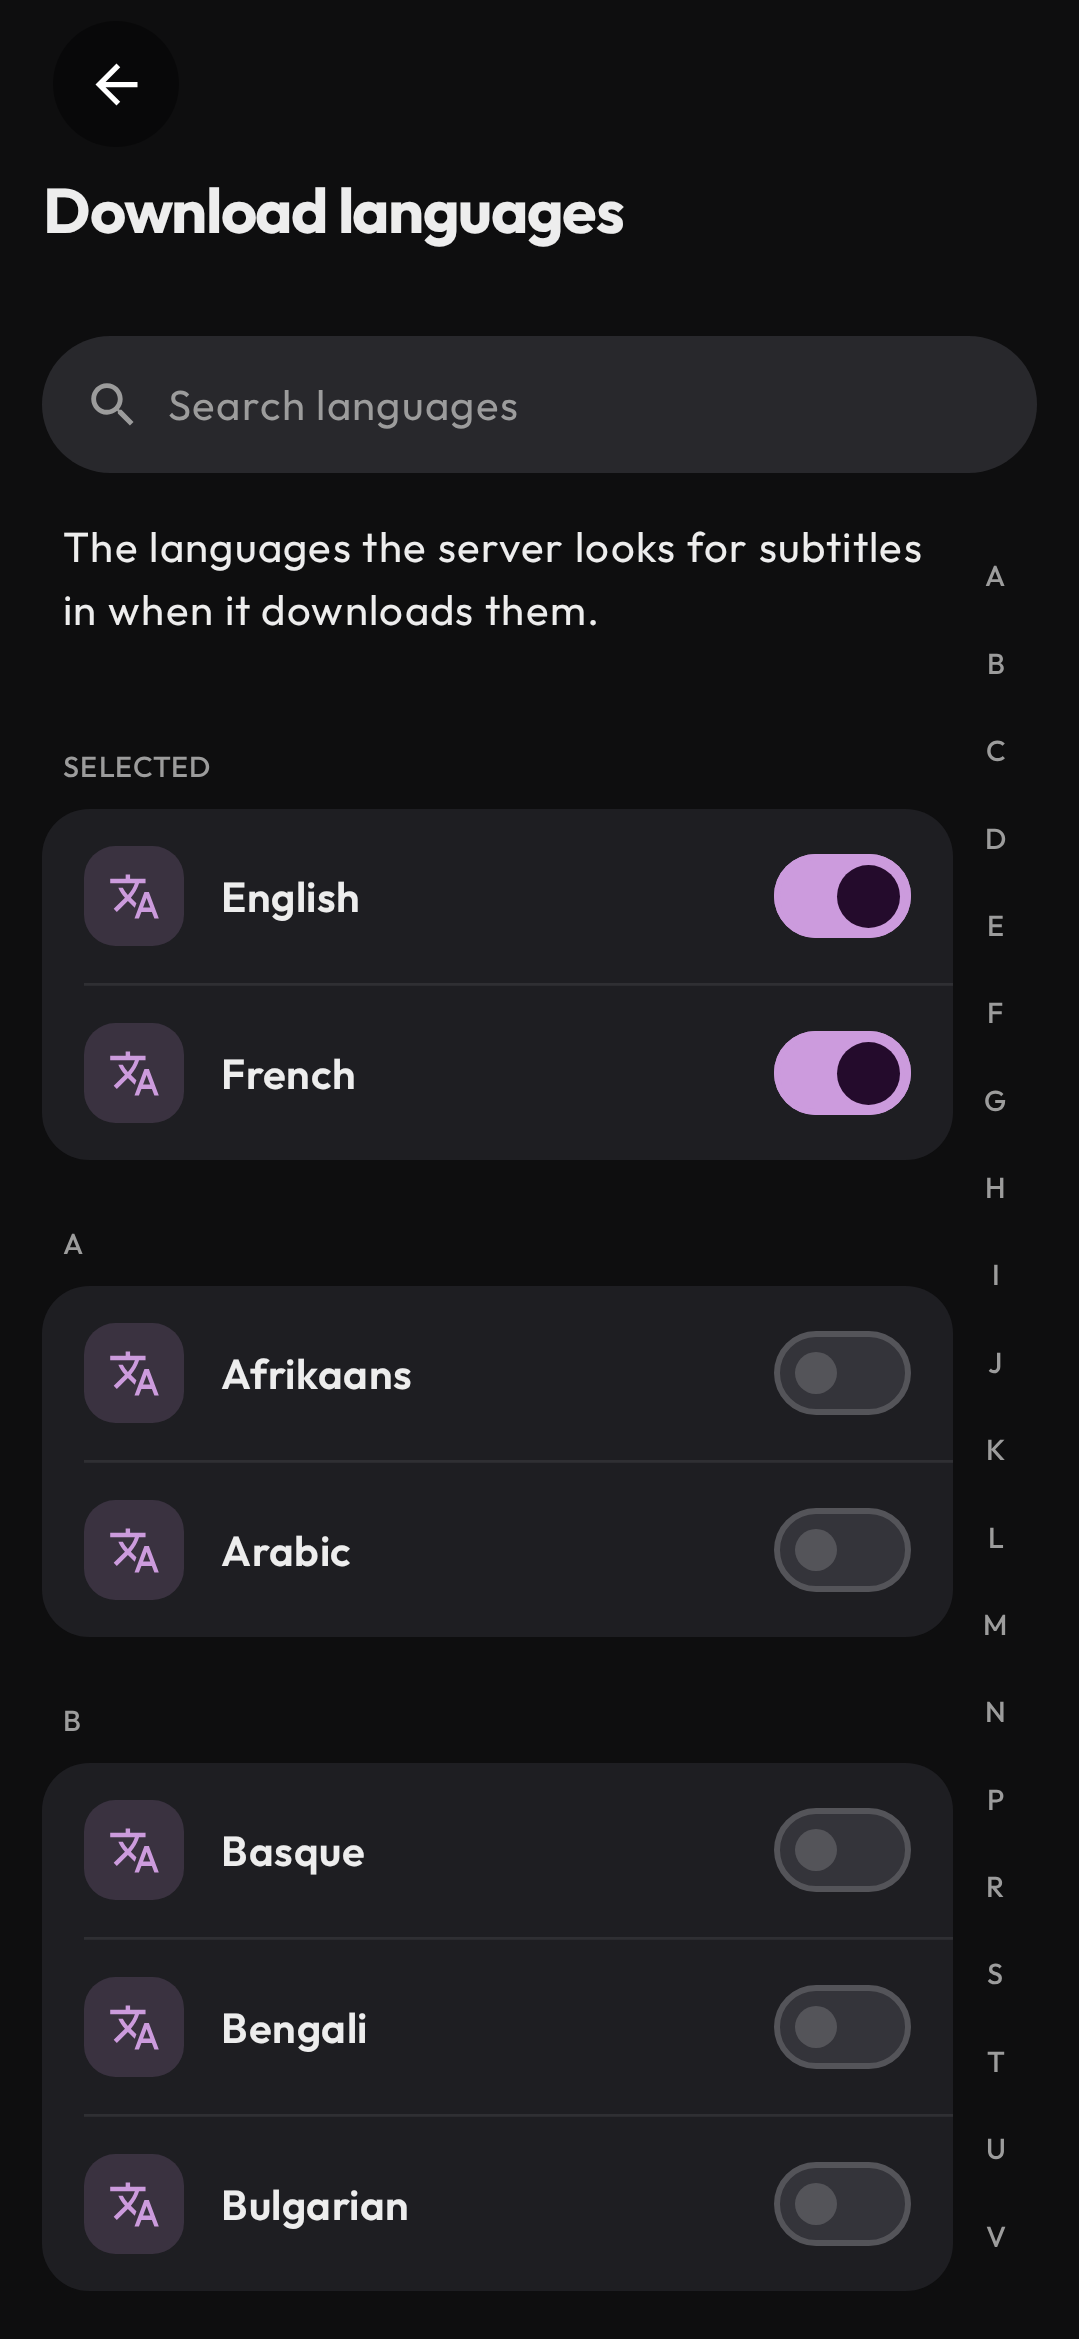 Download languages
Search languages
The languages the server looks for subtitles
in when it downloads them.
SELECTED
English
French
A
Afrikaans
Arabic
B
Basque
Bengali
Bulgarian
A
B
C
D
E
F
G
H
I
J
K
L
M
N
P
R
S
T
U
V